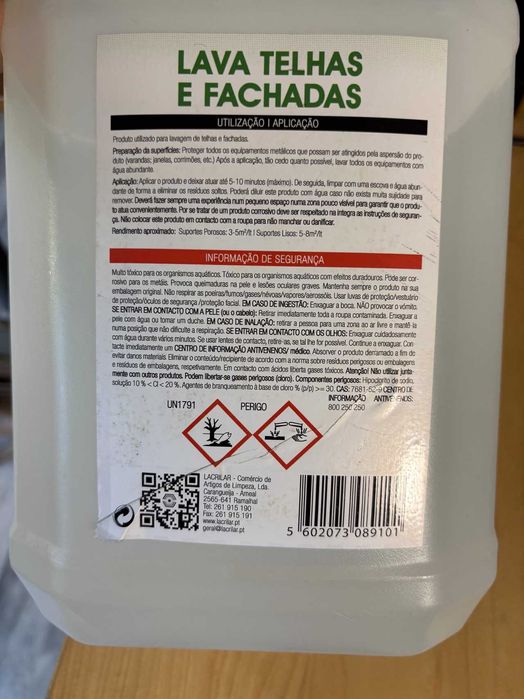 LAVA TELHAS
E FACHADAS
UTILIZAÇÃO I APLICAÇÃO
Produto utilizado para lavagem de telhas e fachadas.
Preparação da superfícies: Proteger todos os equipamentos metálicos que possam ser atingidos pela aspersão do pro-
duto (varandas; janelas, corrimões, etc.) Após a aplicação, tão cedo quanto possível, lavar todos os equipamentos com
água abundante.
Aplicação: Aplicar o produto e deixar atuar até 5-10 minutos (máximo). De seguida, limpar com uma escova e água abun-
dante de forma a eliminar os resíduos soltos. Poderá diluir este produto com água caso não exista muita sujidade para
remover. Deverá fazer sempre uma experiência num pequeno espaço numa zona pouco visível para garantir que o produ-
to atua convenientemente. Por se tratar de um produto corrosivo deve ser respeitado na integra as instruções de seguran-
ça. Não colocar este produto em contacto com a roupa para não manchar ou danificar.
Rendimento aproximado: Suportes Porosos: 3-5m²/lt I Suportes Lisos: 5-8m²/lt
INFORMAÇÃO DE SEGURANÇA
Muito tóxico para os organismos aquáticos. Tóxico para os organismos aquáticos com efeitos duradouros. Pode ser cor-
rosivo para os metais. Provoca queimaduras na pele e lesões oculares graves. Mantenha sempre o produto na sua
embalagem original. Não respirar as poeiras/fumos/gases/névoas/vapores/aerossóis. Usar luvas de proteção/vestuário
de proteção/óculos de segurança /proteção facial. EM CASO DE INGESTÃO: Enxaguar a boca. NÃO provocar o vómito.
SE ENTRAR EM CONTACTO COM A PELE (ou o cabelo): Retirar imediatamente toda a roupa contaminada. Enxaguar a
pele com água ou tomar um duche. EM CASO DE INALAÇÃO: retirar a pessoa para uma zona ao ar livre e mantê-la
numa posição que não dificulte a respiração. SE ENTRAR EM CONTACTO COM OS OLHOS: Enxaguar cuidadosamente
com água durante vários minutos. Se usar lentes de contacto, retire-as, se tal lhe for possível. Continue a enxaguar. Con-
tacte imediatamente um CENTRO DE INFORMAÇÃO ANTIVENENOS/ médico. Absorver o produto derramado a fim de
evitar danos materiais. Eliminar o conteúdo/recipiente de acordo com a norma sobre resíduos perigosos ou embalagens
e resíduos de embalagens, respetivamente. Em contacto com ácidos liberta gases tóxicos. Atenção! Não utilizar junta-
mente com outros produtos. Podem libertar-se gases perigosos (cloro). Componentes perigosos: Hipoclorito de sódio,
solução 10 % < Cl < 20 %. Agentes de branqueamento à base de cloro % (p/p) >= 30. CAS: 7681-52-9 CENTRO DE
INFORMAÇÃO ANTIVENENOS:
800 250 250
UN1791
PERIGO
LACRILAR - Comércio de
Artigos de Limpeza, Lda.
Carangueija - Ameal
2565-641 Ramalhal
Tel: 261 915 190
Fax: 261 915 191
www.lacrilar.pt
geral@lacrilar.pt
5 602073 089101